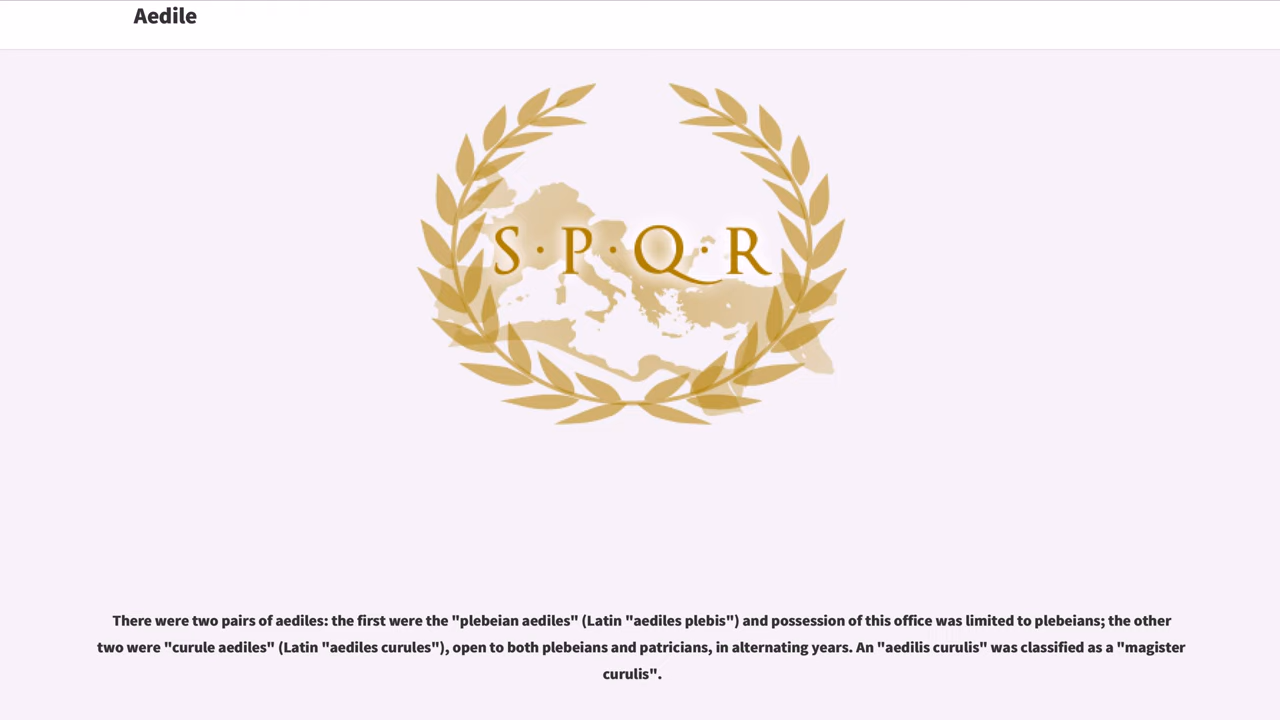 Aedile
S·P·Q·R
There were two pairs of aediles: the first were the "plebeian aediles" (Latin "aediles plebis") and possession of this office was limited to plebeians; the other
two were "curule aediles" (Latin "aediles curules"), open to both plebeians and patricians, in alternating years. An "aedilis curulis" was classified as a "magister
curulis".